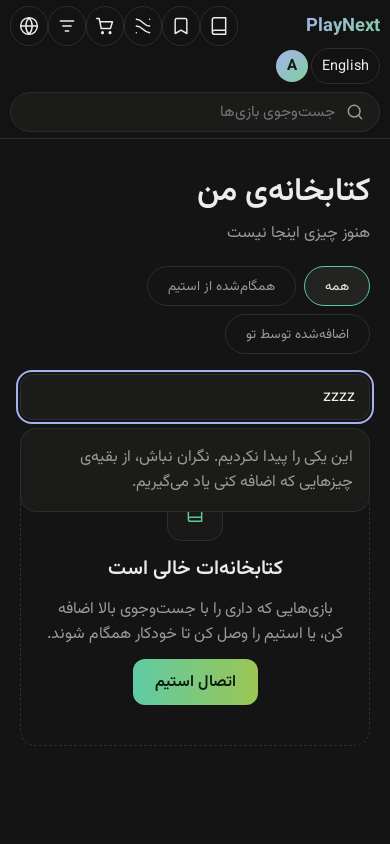 PlayNext
English
A
جست‌وجوی بازی‌ها
کتابخانه‌ی من
هنوز چیزی اینجا نیست
همه
همگام‌شده از استیم
اضافه‌شده توسط تو
zzzz
این یکی را پیدا نکردیم. نگران نباش، از بقیه‌ی
چیزهایی که اضافه کنی یاد می‌گیریم.
کتابخانه‌ات خالی است
بازی‌هایی که داری را با جست‌وجوی بالا اضافه
کن، یا استیم را وصل کن تا خودکار همگام شوند.
اتصال استیم